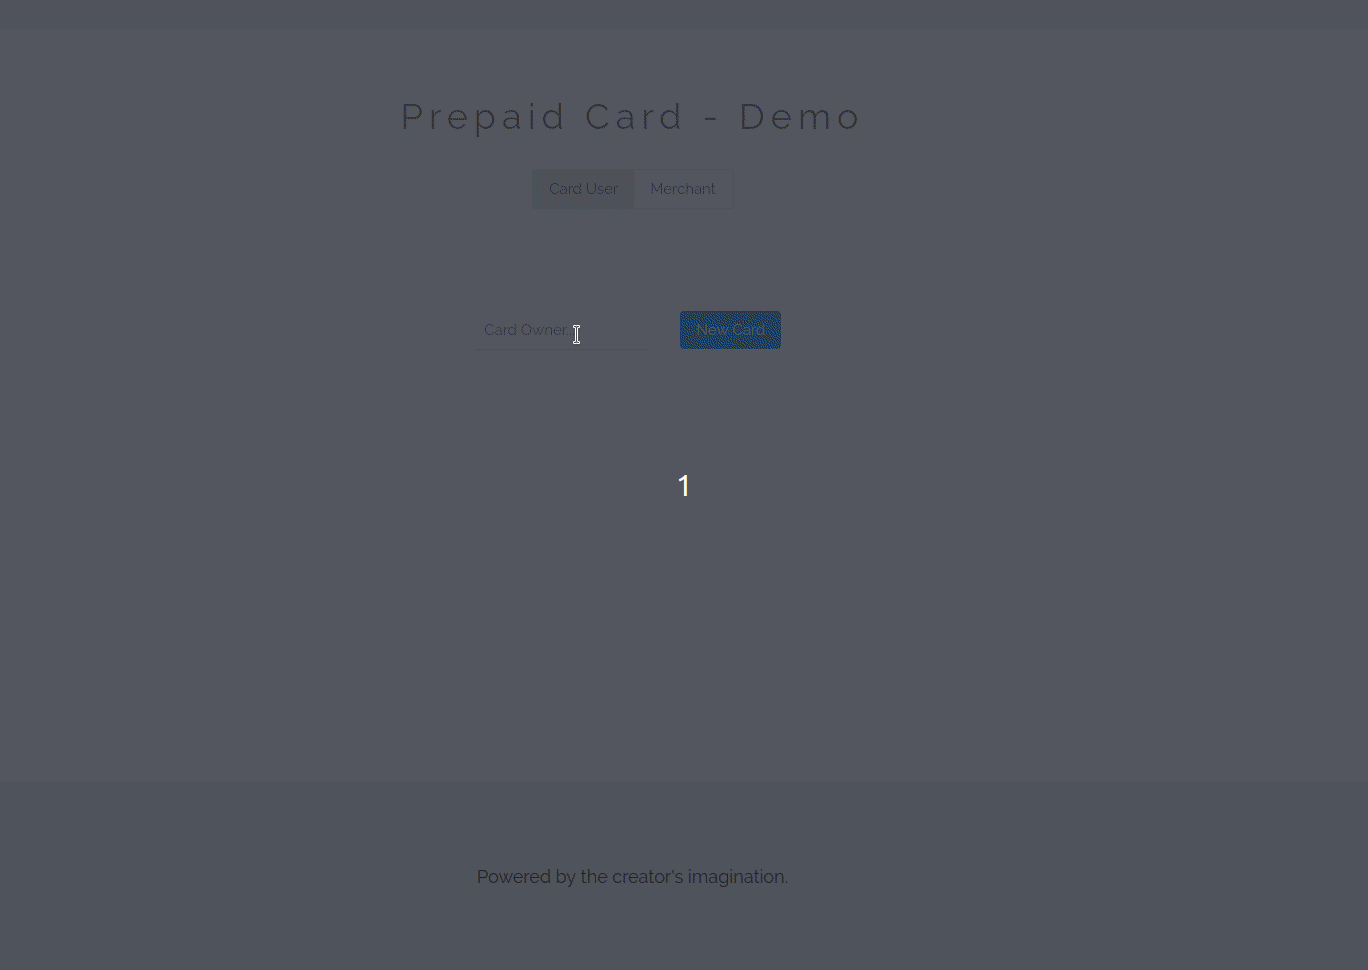 Prepaid Card - Demo
Card User Merchant
Card Owner... New Card
1
Powered by the creator's imagination.